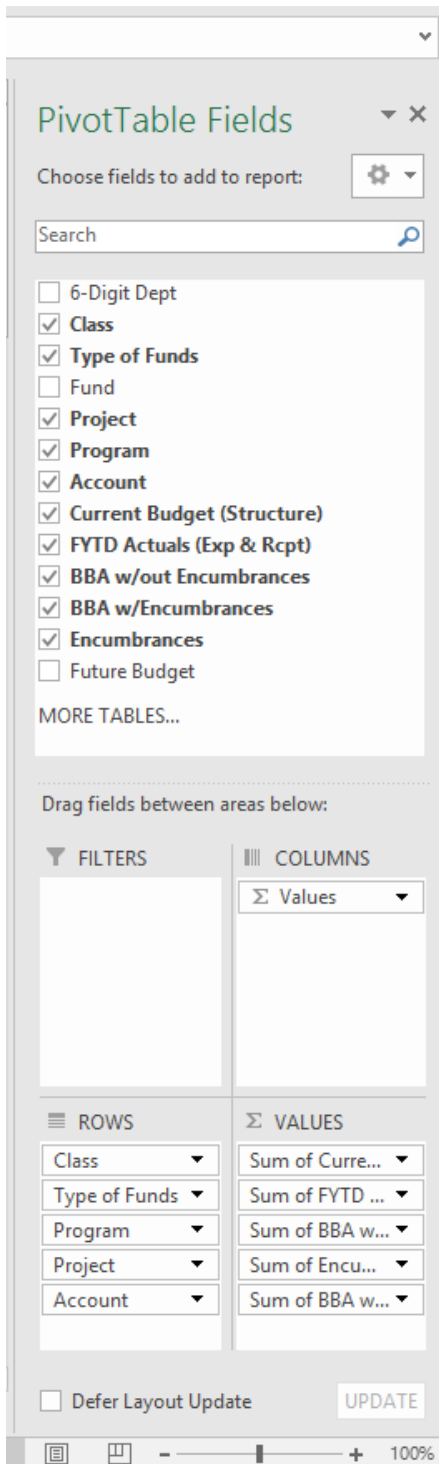 PivotTable Fields
Choose fields to add to report:
Search
6-Digit Dept
Class
Type of Funds
Fund
Project
Program
Account
Current Budget (Structure)
FYTD Actuals (Exp & Rcpt)
BBA w/out Encumbrances
BBA w/Encumbrances
Encumbrances
Future Budget
MORE TABLES...
Drag fields between areas below:
FILTERS
COLUMNS
Σ Values
ROWS
Class
Type of Funds
Program
Project
Account
Σ VALUES
Sum of Curre...
Sum of FYTD ...
Sum of BBA w...
Sum of Encu...
Sum of BBA w...
Defer Layout Update
UPDATE
- + 100%